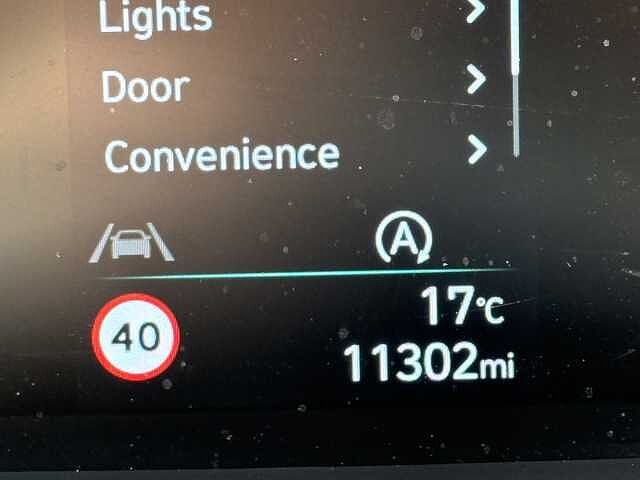 Lights
Door
Convenience
A
17°C
40
11302mi